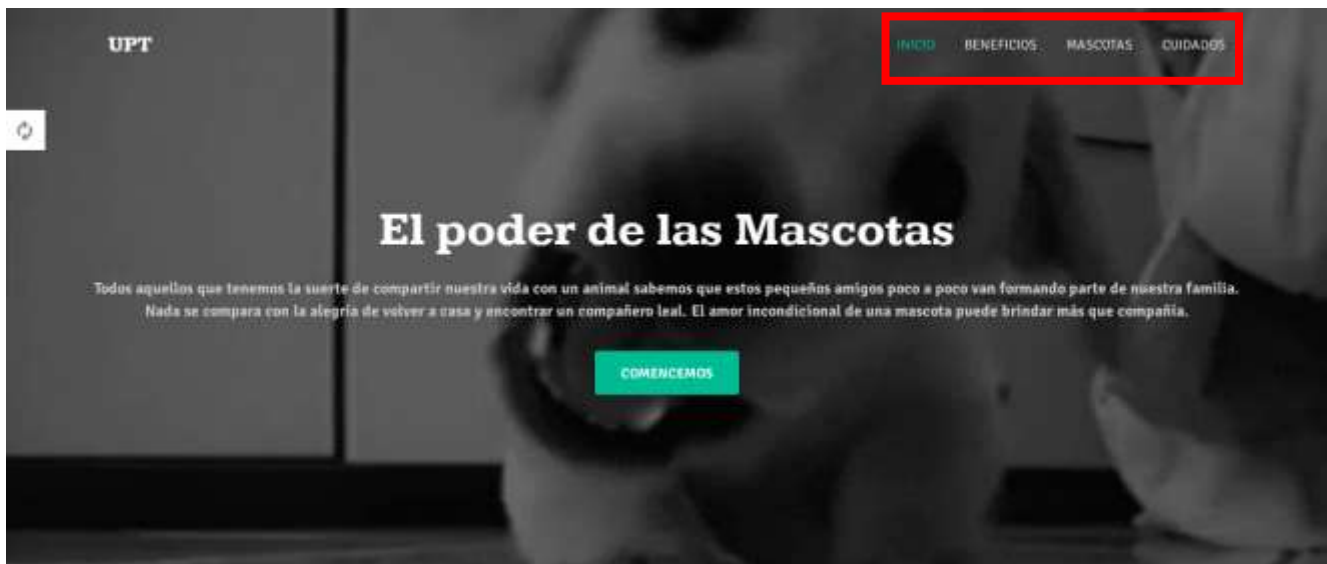 UPT
INICIO BENEFICIOS MASCOTAS CUIDADOS
El poder de las Mascotas
Todos aquellos que tenemos la suerte de compartir nuestra vida con un animal sabemos que estos pequeños amigos poco a poco van formando parte de nuestra familia.
Nada se compara con la alegría de volver a casa y encontrar un compañero leal. El amor incondicional de una mascota puede brindar más que compañía.
COMENCEMOS